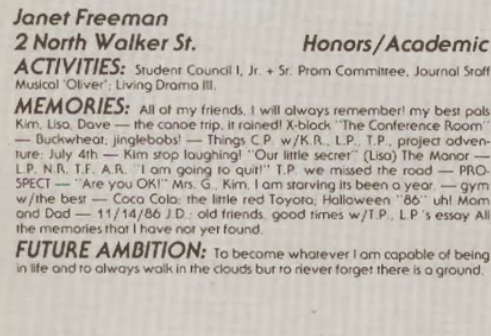 Janet Freeman
2 North Walker St. Honors/Academic
ACTIVITIES: Student Council I, Jr. + Sr. Prom Committee, Journal Staff
Musical 'Oliver'; Living Drama III.
MEMORIES: All of my friends, I will always remember! my best pals
Kim, Lisa, Dave — the canoe trip, it rained! X-block "The Conference Room"
— Buckwheat; jinglebobs! — Things C.P. w/K.R., L.P., T.P., project adven-
ture; July 4th — Kim stop laughing! "Our little secret" (Lisa) The Manor —
L.P. N.R. T.F. A.R. "I am going to quit!" T.P. we missed the road — PRO-
SPECT — "Are you OK!" Mrs. G., Kim, I am starving its been a year. — gym
w/the best — Coca Cola; the little red Toyota; Halloween "86" uh! Mom
and Dad — 11/14/86 J.D.; old friends, good times w/T.P., L.P.'s essay All
the memories that I have not yet found.
FUTURE AMBITION: To become whatever I am capable of being
in life and to always walk in the clouds but to never forget there is a ground.